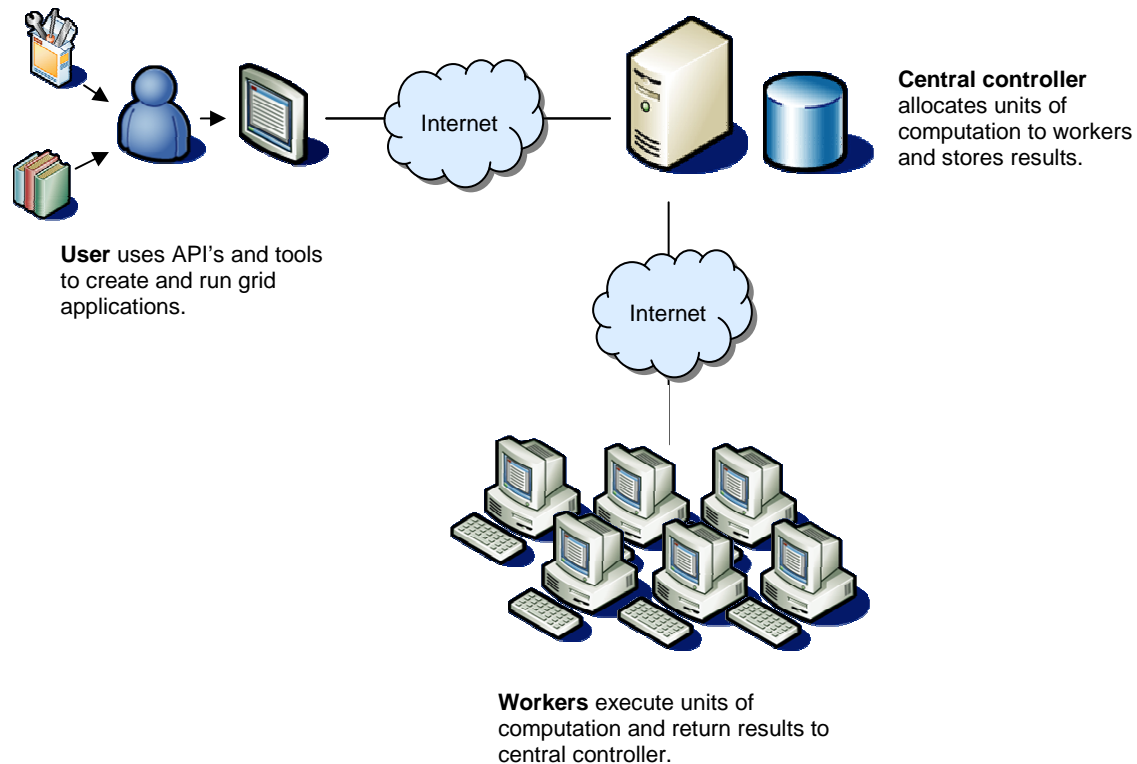 Internet
Central controller
allocates units of
computation to workers
and stores results.
User uses API's and tools
to create and run grid
applications.
Internet
Workers execute units of
computation and return results to
central controller.